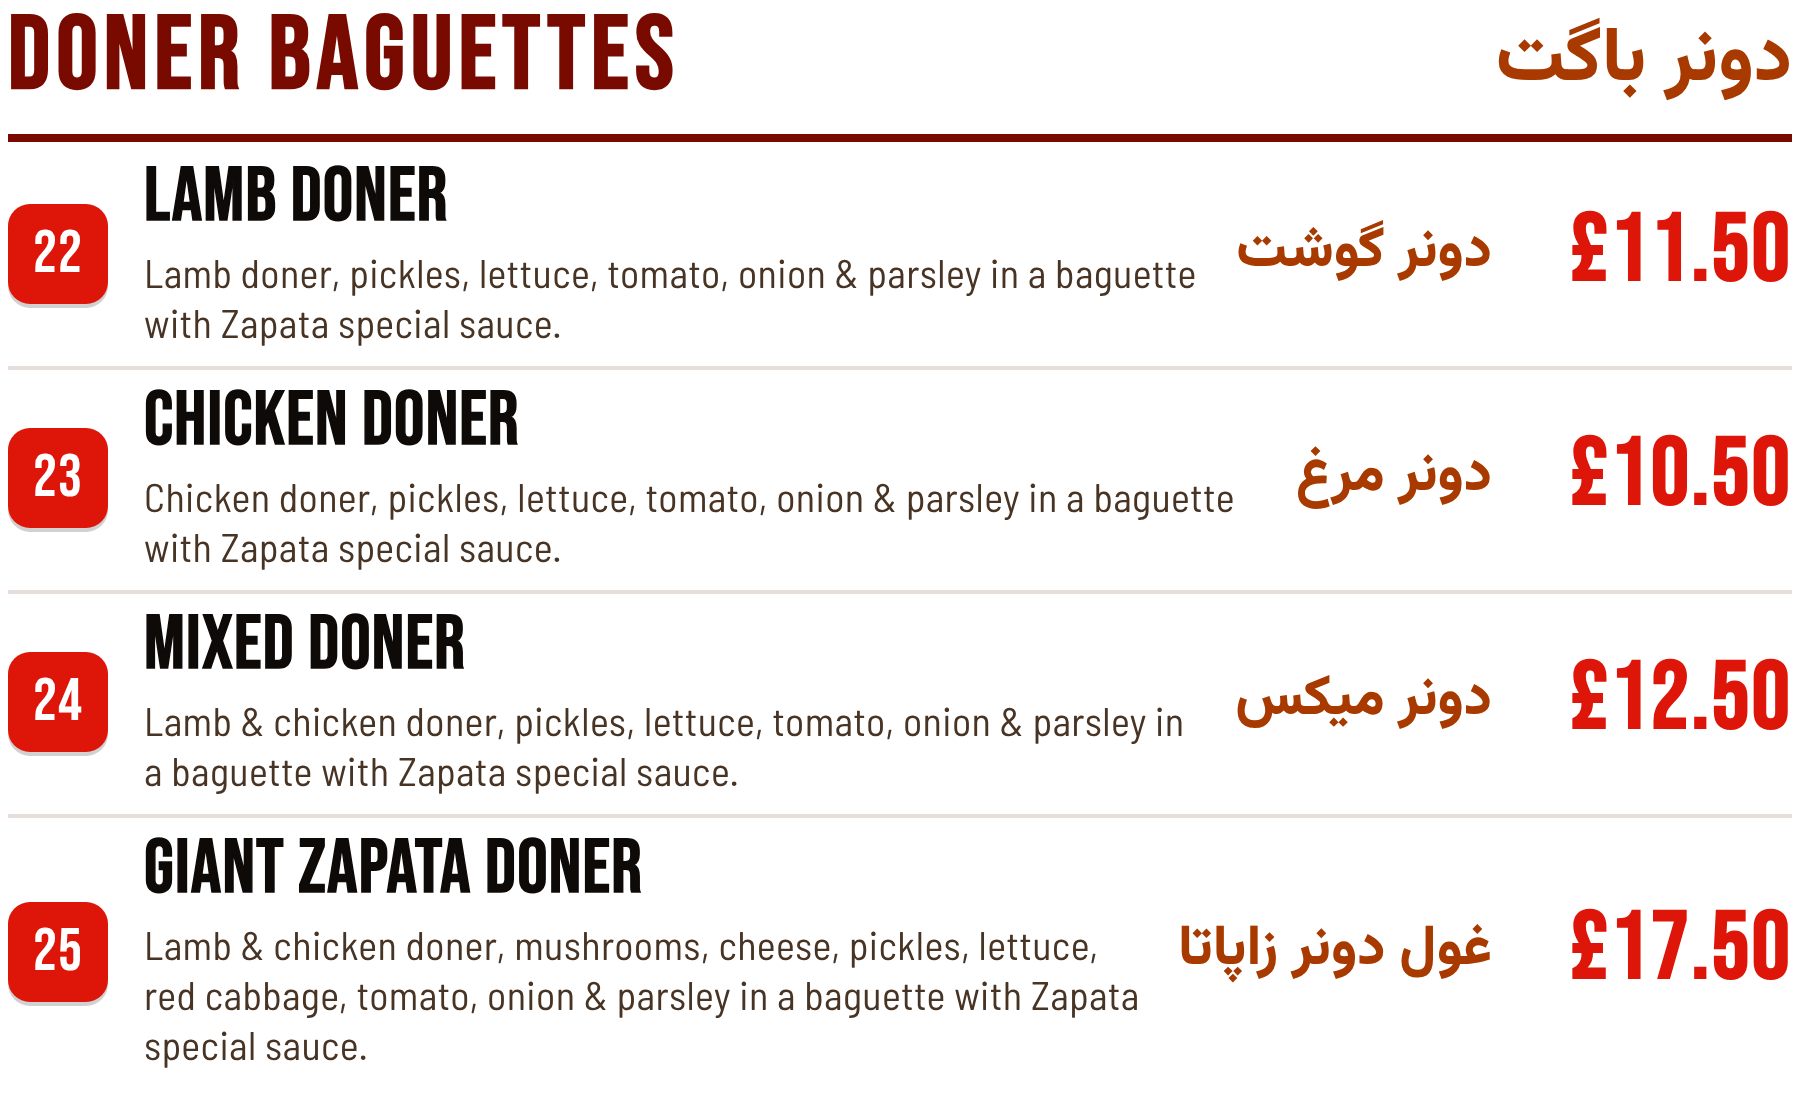 DONER BAGUETTES
دونر باگت
22
LAMB DONER
Lamb doner, pickles, lettuce, tomato, onion & parsley in a baguette
with Zapata special sauce.
دونر گوشت
£11.50
23
CHICKEN DONER
Chicken doner, pickles, lettuce, tomato, onion & parsley in a baguette
with Zapata special sauce.
دونر مرغ
£10.50
24
MIXED DONER
Lamb & chicken doner, pickles, lettuce, tomato, onion & parsley in
a baguette with Zapata special sauce.
دونر میکس
£12.50
25
GIANT ZAPATA DONER
Lamb & chicken doner, mushrooms, cheese, pickles, lettuce,
red cabbage, tomato, onion & parsley in a baguette with Zapata
special sauce.
غول دونر زاپاتا
£17.50